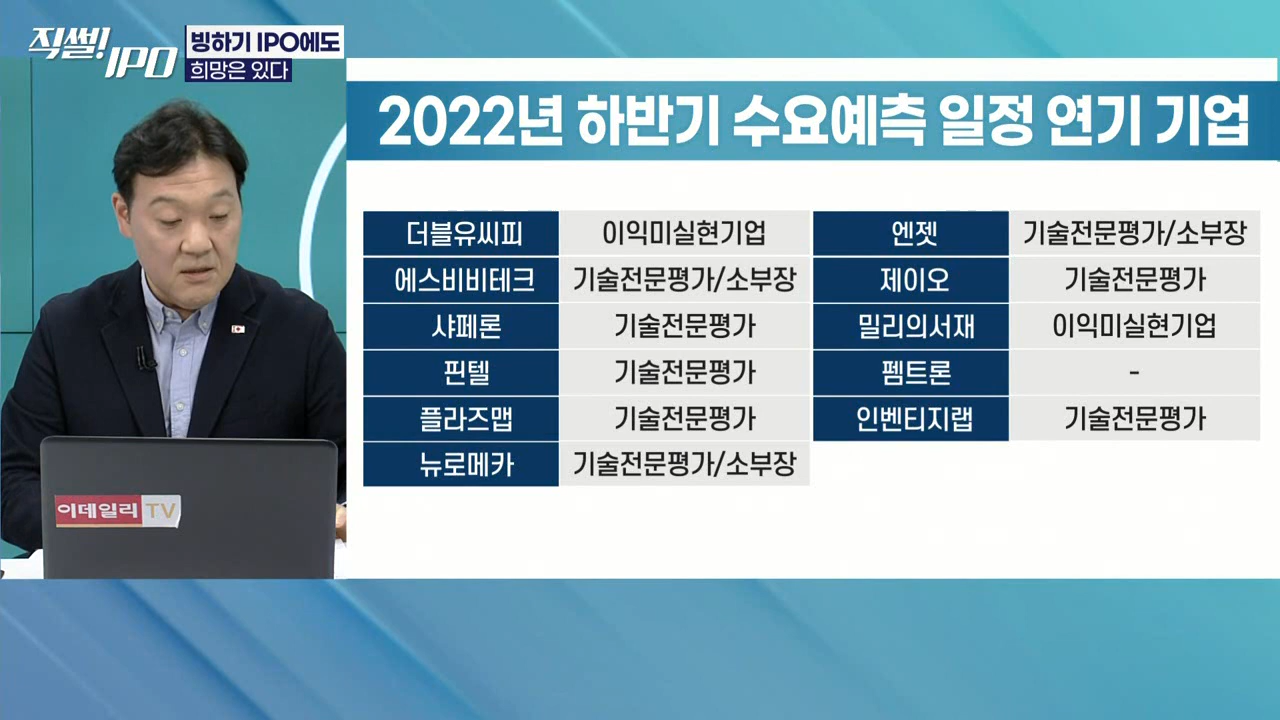 직썰! IPO
빙하기 IPO에도
희망은 있다
2022년 하반기 수요예측 일정 연기 기업
더블유씨피 이익미실현기업 엔젯 기술전문평가/소부장
에스비비테크 기술전문평가/소부장 제이오 기술전문평가
샤페론 기술전문평가 밀리의서재 이익미실현기업
핀텔 기술전문평가 펨트론 -
플라즈맵 기술전문평가 인벤티지랩 기술전문평가
뉴로메카 기술전문평가/소부장
이데일리 TV